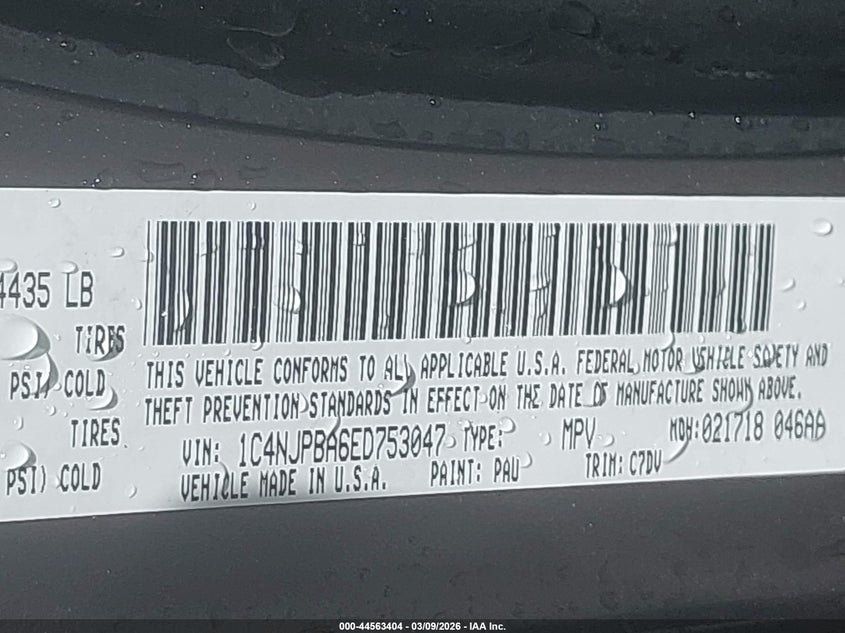 4435 LB
TIRES
PSI) COLD
TIRES
PSI) COLD
THIS VEHICLE CONFORMS TO ALL APPLICABLE U.S.A. FEDERAL MOTOR VEHICLE SAFETY AND
THEFT PREVENTION STANDARDS IN EFFECT ON THE DATE OF MANUFACTURE SHOWN ABOVE.
VIN: 1C4NJPBA6ED753047 TYPE: MPV MDH:021718 046AA
VEHICLE MADE IN U.S.A. PAINT: PAU TRIM: C7DV
000-44563404 - 03/09/2026 - IAA Inc.